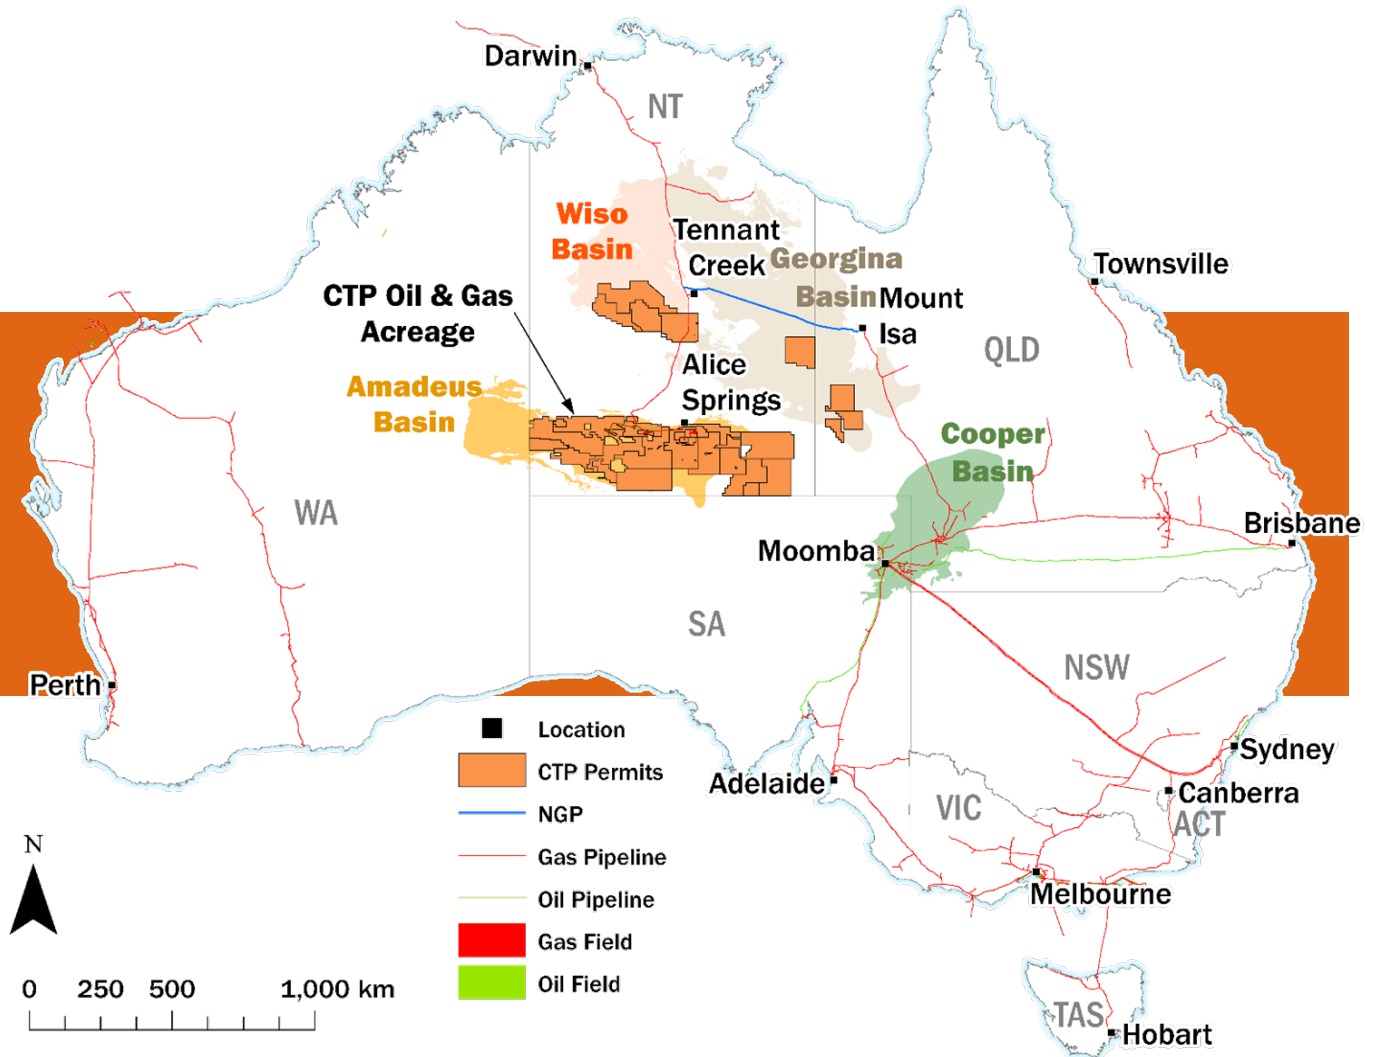 Darwin
NT
Wiso
Basin
Tennant
Creek
Georgina
Basin
Mount
Isa
Townsville
CTP Oil & Gas
Acreage
QLD
Alice
Springs
Amadeus
Basin
Cooper
Basin
WA
Brisbane
Moomba
SA
NSW
Perth
Sydney
Adelaide
Canberra
VIC
ACT
Melbourne
TAS
Hobart
Location
CTP Permits
NGP
Gas Pipeline
Oil Pipeline
Gas Field
Oil Field
N
0 250 500 1,000 km